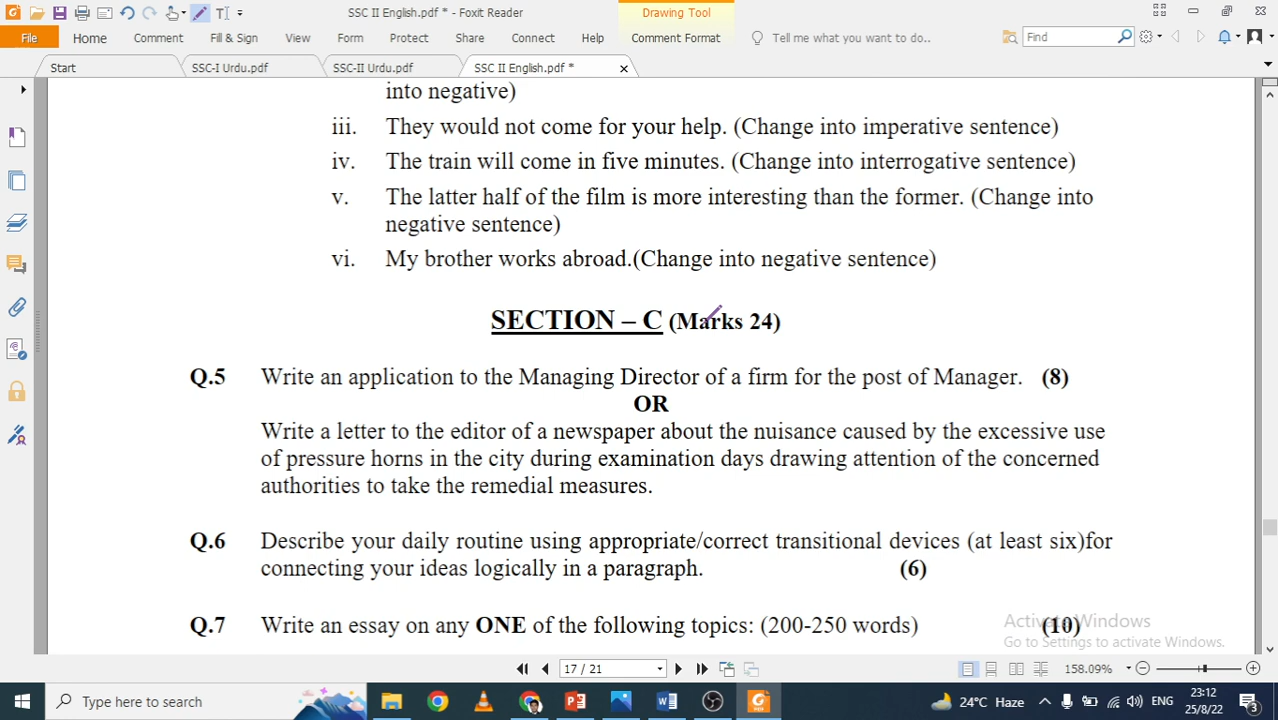 SSC II English.pdf * - Foxit Reader
Drawing Tool
File Home Comment Fill & Sign View Form Protect Share Connect Help Comment Format Tell me what you want to do.. Find
Start SSC-I Urdu.pdf SSC-II Urdu.pdf SSC II English.pdf * ×
into negative)
iii. They would not come for your help. (Change into imperative sentence)
iv. The train will come in five minutes. (Change into interrogative sentence)
v. The latter half of the film is more interesting than the former. (Change into
negative sentence)
vi. My brother works abroad.(Change into negative sentence)
SECTION – C (Marks 24)
Q.5 Write an application to the Managing Director of a firm for the post of Manager. (8)
OR
Write a letter to the editor of a newspaper about the nuisance caused by the excessive use
of pressure horns in the city during examination days drawing attention of the concerned
authorities to take the remedial measures.
Q.6 Describe your daily routine using appropriate/correct transitional devices (at least six)for
connecting your ideas logically in a paragraph. (6)
Q.7 Write an essay on any ONE of the following topics: (200-250 words) (10)
Activate Windows
Go to Settings to activate Windows.
17 / 21 158.09%
Type here to search 24°C Haze ENG 23:12
25/8/22 3